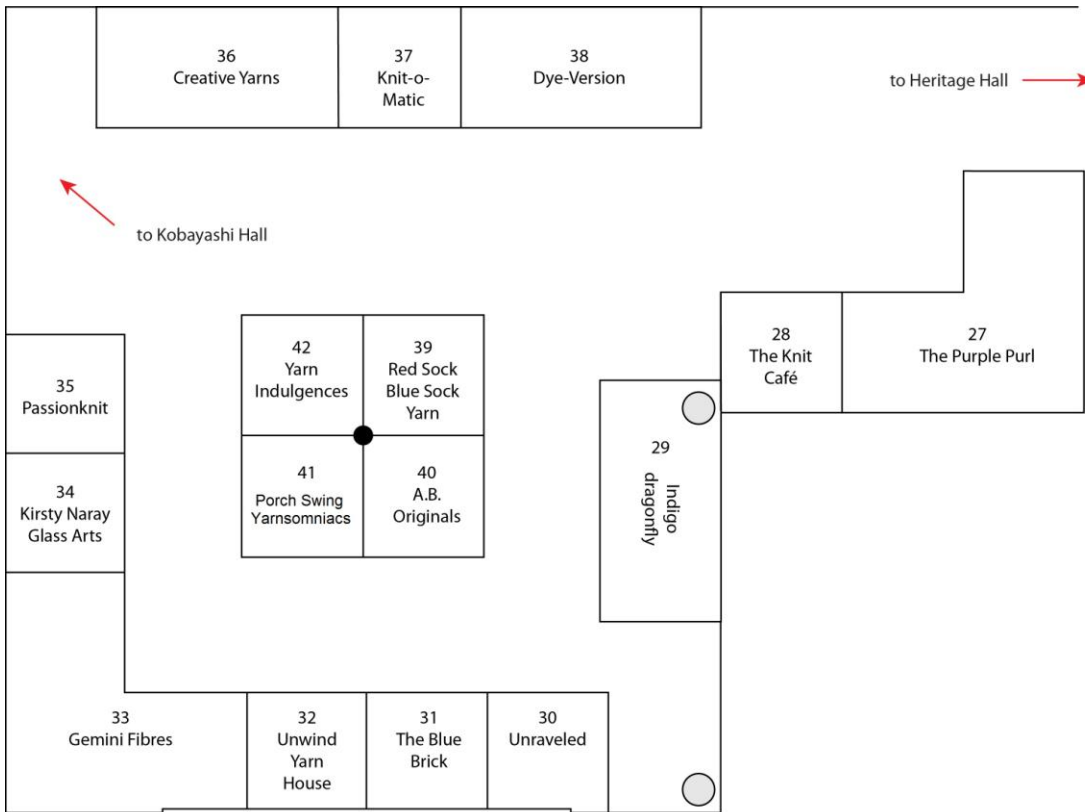 36
Creative Yarns
37
Knit-o-
Matic
38
Dye-Version
to Heritage Hall
to Kobayashi Hall
42
Yarn
Indulgences
39
Red Sock
Blue Sock
Yarn
28
The Knit
Café
27
The Purple Purl
35
Passionknit
41
Porch Swing
Yarnsomniacs
40
A.B.
Originals
29
Indigo
dragonfly
34
Kirsty Naray
Glass Arts
33
Gemini Fibres
32
Unwind
Yarn
House
31
The Blue
Brick
30
Unraveled